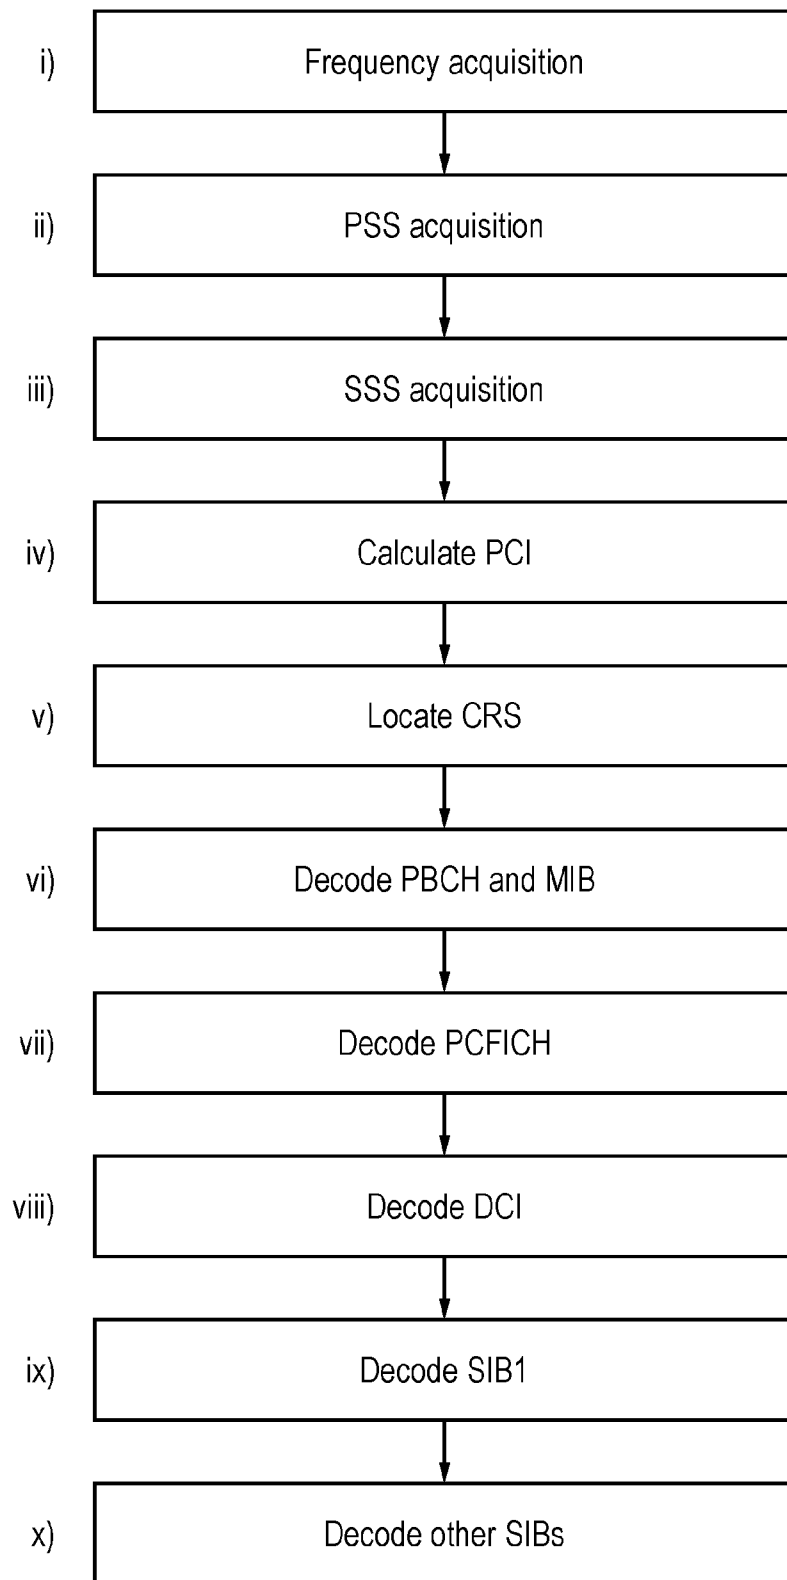 i) Frequency acquisition
ii) PSS acquisition
iii) SSS acquisition
iv) Calculate PCI
v) Locate CRS
vi) Decode PBCH and MIB
vii) Decode PCFICH
viii) Decode DCI
ix) Decode SIB1
x) Decode other SIBs